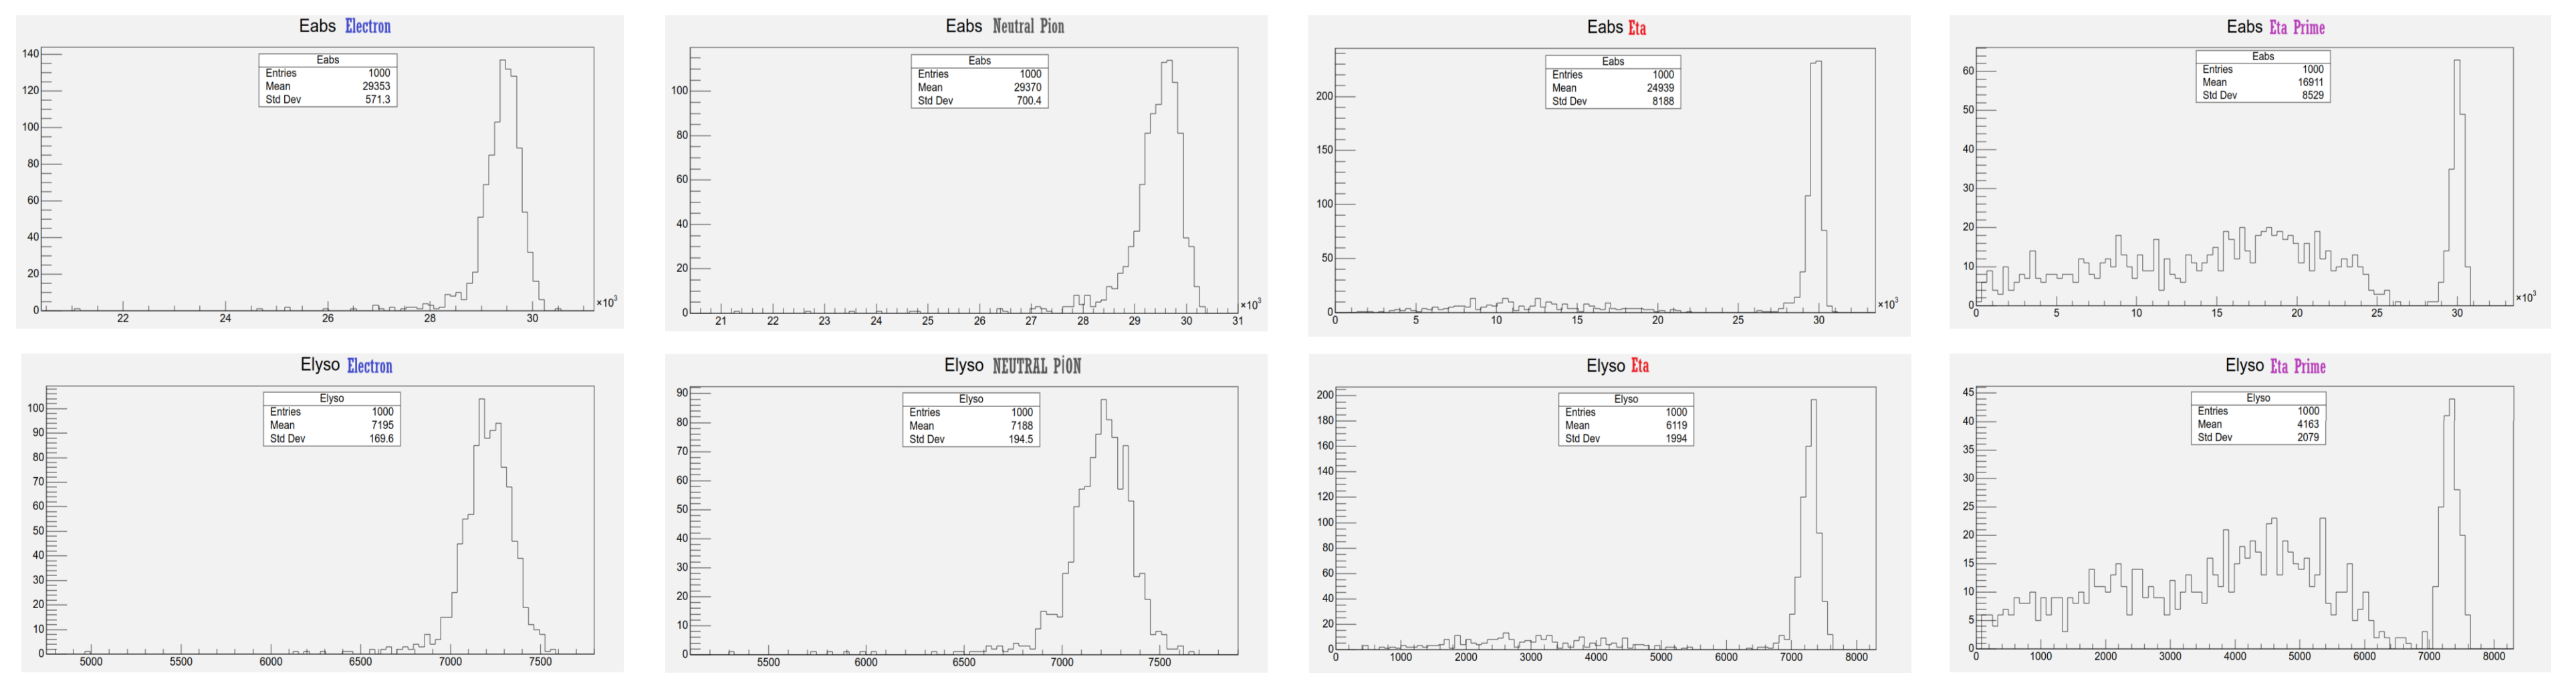 Eabs Electron
140
120
100
80
60
40
20
0
22 24 26 28 30
×10³
Eabs
Entries 1000
Mean 29353
Std Dev 571.3
Eabs Neutral Pion
100
80
60
40
20
0
21 22 23 24 25 26 27 28 29 30 31
×10³
Eabs
Entries 1000
Mean 29370
Std Dev 700.4
Eabs Eta
200
150
100
50
0
0 5 10 15 20 25 30
×10³
Eabs
Entries 1000
Mean 24939
Std Dev 8188
Eabs Eta Prime
60
50
40
30
20
10
0
0 5 10 15 20 25 30
×10³
Eabs
Entries 1000
Mean 16911
Std Dev 8529
Elyso Electron
100
90
80
70
60
50
40
30
20
10
0
5000 5500 6000 6500 7000 7500
Elyso
Entries 1000
Mean 7195
Std Dev 169.6
Elyso NEUTRAL PiON
90
80
70
60
50
40
30
20
10
0
5500 6000 6500 7000 7500
Elyso
Entries 1000
Mean 7188
Std Dev 194.5
Elyso Eta
200
180
160
140
120
100
80
60
40
20
0
0 1000 2000 3000 4000 5000 6000 7000 8000
Elyso
Entries 1000
Mean 6119
Std Dev 1994
Elyso Eta Prime
45
40
35
30
25
20
15
10
5
0
0 1000 2000 3000 4000 5000 6000 7000 8000
Elyso
Entries 1000
Mean 4163
Std Dev 2079